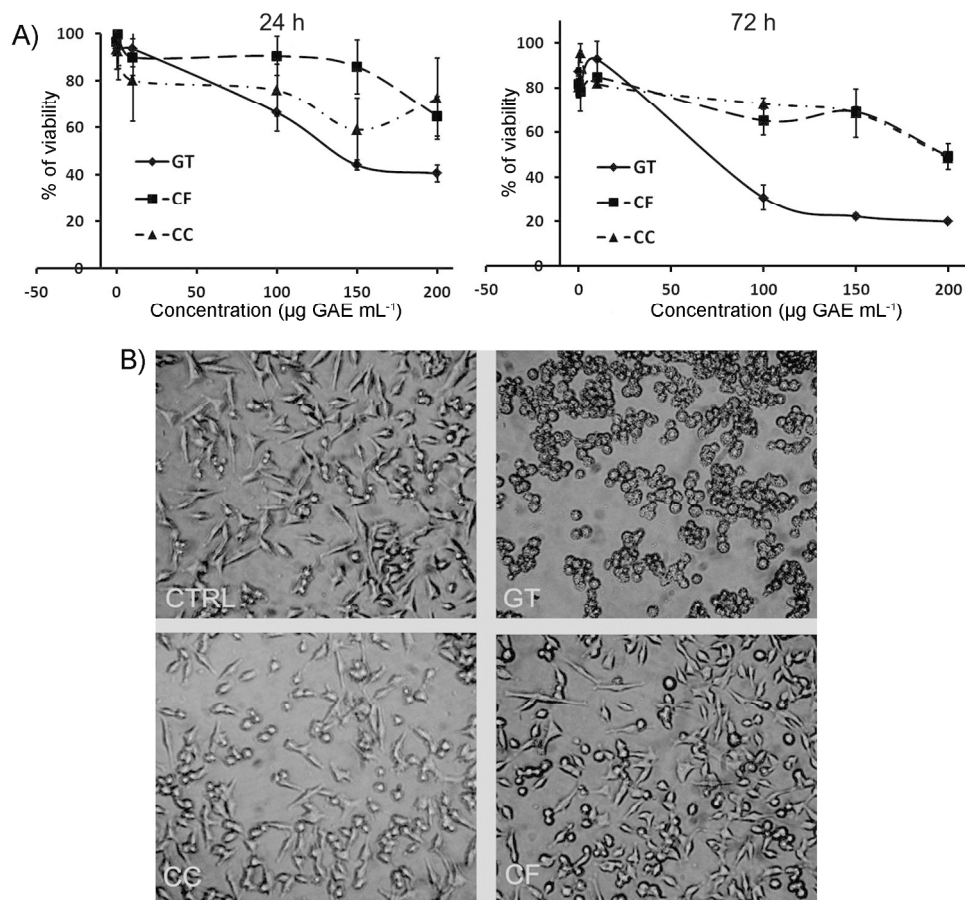 A)
24 h
100
80
60
40
20
0
% of viability
GT
CF
CC
-50
0
50
100
150
200
Concentration (µg GAE mL⁻¹)
72 h
100
80
60
40
20
0
% of viability
GT
CF
CC
-50
0
50
100
150
200
Concentration (µg GAE mL⁻¹)
B)
CTRL
GT
CC
CF